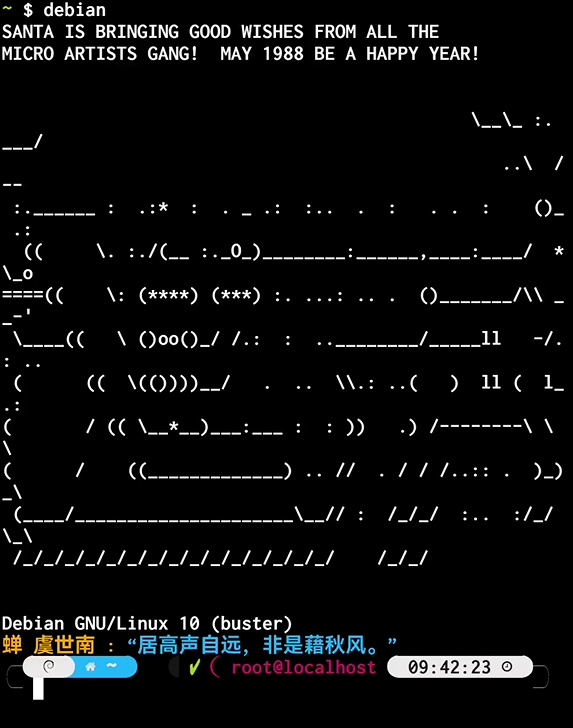 ~ $ debian
SANTA IS BRINGING GOOD WISHES FROM ALL THE
MICRO ARTISTS GANG!  MAY 1988 BE A HAPPY YEAR!
                                                            \__\_ :.
___/
                                                                ..\  /
--
 :.______ :  .:*  :  . _ .:  :..  .  :   . .  :     ()_
 .:
  ((      \. :./(__ :._O_)________:______,____:____/  *
\_o
====((     \: (****) (***) :. ...: .. .  ()_______/\\ _
_-'
 \____((   \ ()oo()_/ /.:  :  ..________/_____ll   -/.
: ..
 (      ((  \(())))__/   .  ..  \\.: ..(   )  ll (  l_
.:
(       / (( \__*__)___:___ :  : ))   .) /--------\ \
\
(      /    ((_____________) .. //  . / / /..:: .  )_)
_\
 (____/_____________________\__// :  /_/_/  :..  :/_/
\_\
 /_/_/_/_/_/_/_/_/_/_/_/_/_/_/_/    /_/_/
Debian GNU/Linux 10 (buster)
蝉 虞世南 : “居高声自远，非是藉秋风。”
~ ✔ ( root@localhost 09:42:23